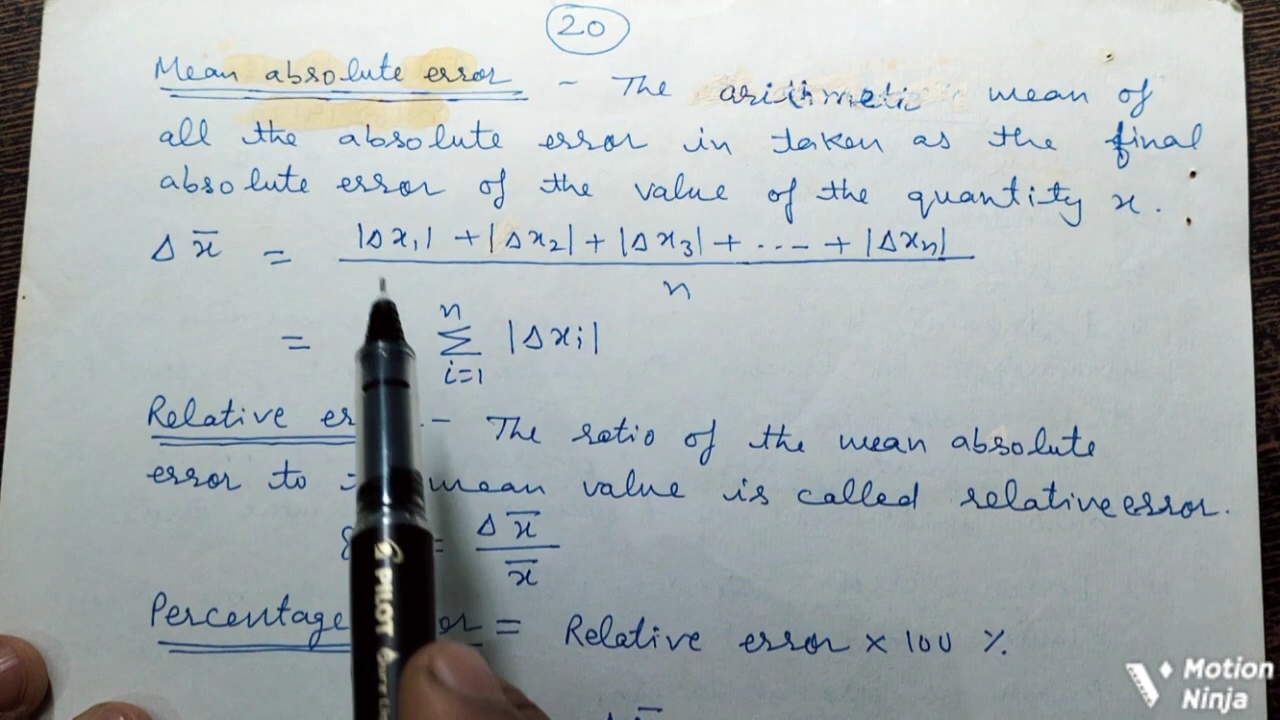 20
Mean absolute error - The arithmetic mean of
all the absolute error in taken as the final
absolute error of the value of the quantity x.
Δx̄ = |Δx₁| + |Δx₂| + |Δx₃| + .... + |Δxₙ|
n
= n
Σ |Δxi|
i=1
Relative er - The ratio of the mean absolute
error to mean value is called relative error.
= Δx̄
x̄
Percentage or = Relative error × 100 %.
PILOT
Motion
Ninja